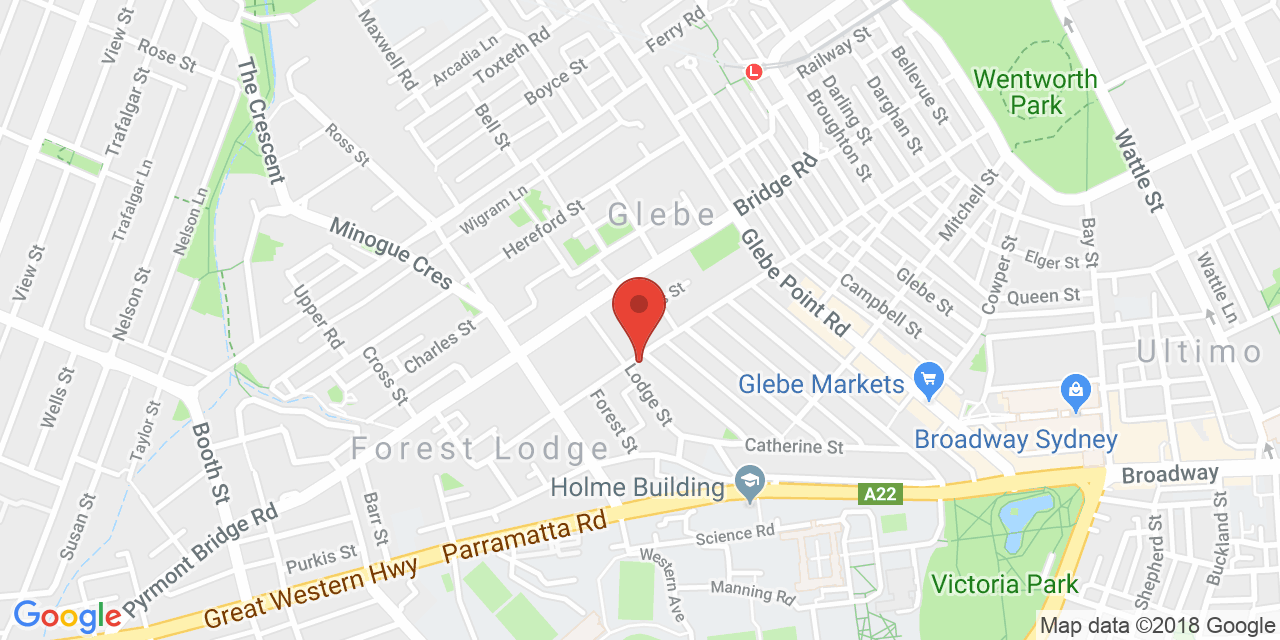 View St
Rose St
Maxwell Rd
Arcadia Ln
Toxteth Rd
Ferry Rd
Railway St
Bellevue St
Boyce St
L
Darling St
Darghan St
Wentworth
Park
The Crescent
Trafalgar St
Bell St
Broughton St
Ross St
Wattle St
Bridge Rd
Trafalgar Ln
Nelson Ln
Wigram Ln
Hereford St
Glebe
Mitchell St
Minogue Cres
Glebe Point Rd
Bay St
Elger St
View St
Nelson St
Upper Rd
Campbell St
Glebe St
Cowper St
Queen St
Wattle Ln
St
Charles St
Cross St
Ultimo
Lodge St
Glebe Markets
Wells St
Taylor St
Forest St
Booth St
Forest Lodge
Catherine St
Broadway Sydney
Broadway
Holme Building
A22
Susan St
Barr St
Pyrmont Bridge Rd
Parramatta Rd
Science Rd
Purkis St
Great Western Hwy
Western Ave
Manning Rd
Victoria Park
Shepherd St
Buckland St
Google
Map data ©2018 Google